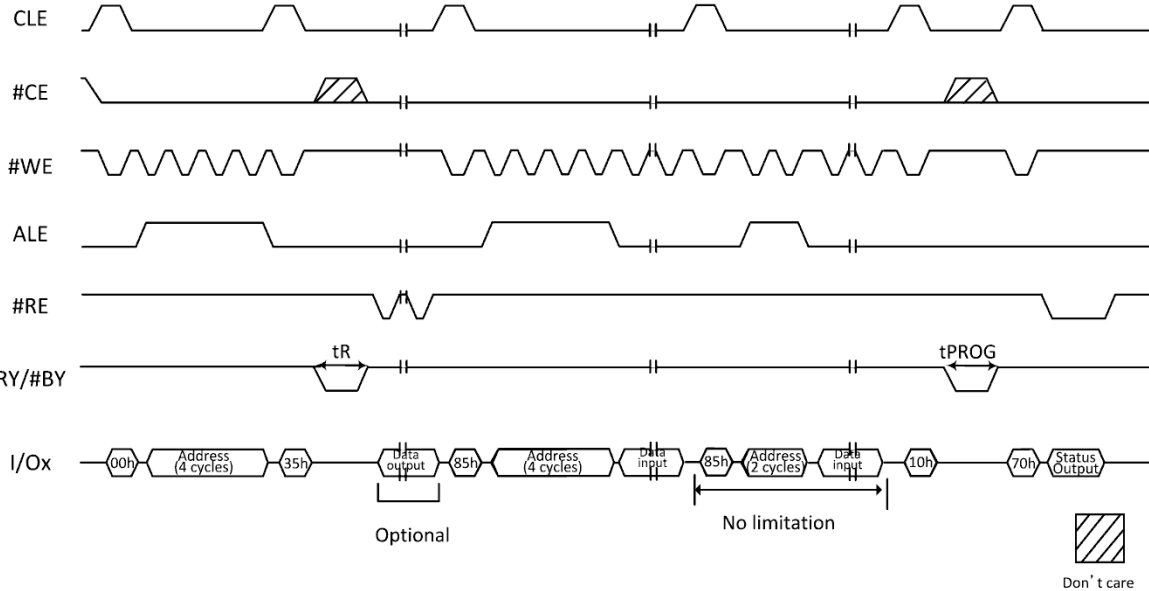 CLE
#CE
#WE
ALE
#RE
RY/#BY
tR
tPROG
I/Ox
00h
Address
(4 cycles)
35h
Data
output
85h
Address
(4 cycles)
Data
input
85h
Address
(2 cycles)
Data
input
10h
70h
Status
Output
Optional
No limitation
Don't care